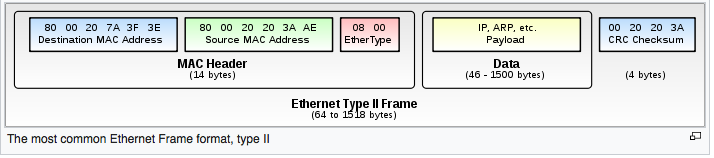 80 00 20 7A 3F 3E
Destination MAC Address
80 00 20 20 3A AE
Source MAC Address
08 00
EtherType
IP, ARP, etc.
Payload
00 20 20 3A
CRC Checksum
MAC Header
(14 bytes)
Data
(46 - 1500 bytes)
(4 bytes)
Ethernet Type II Frame
(64 to 1518 bytes)
The most common Ethernet Frame format, type II